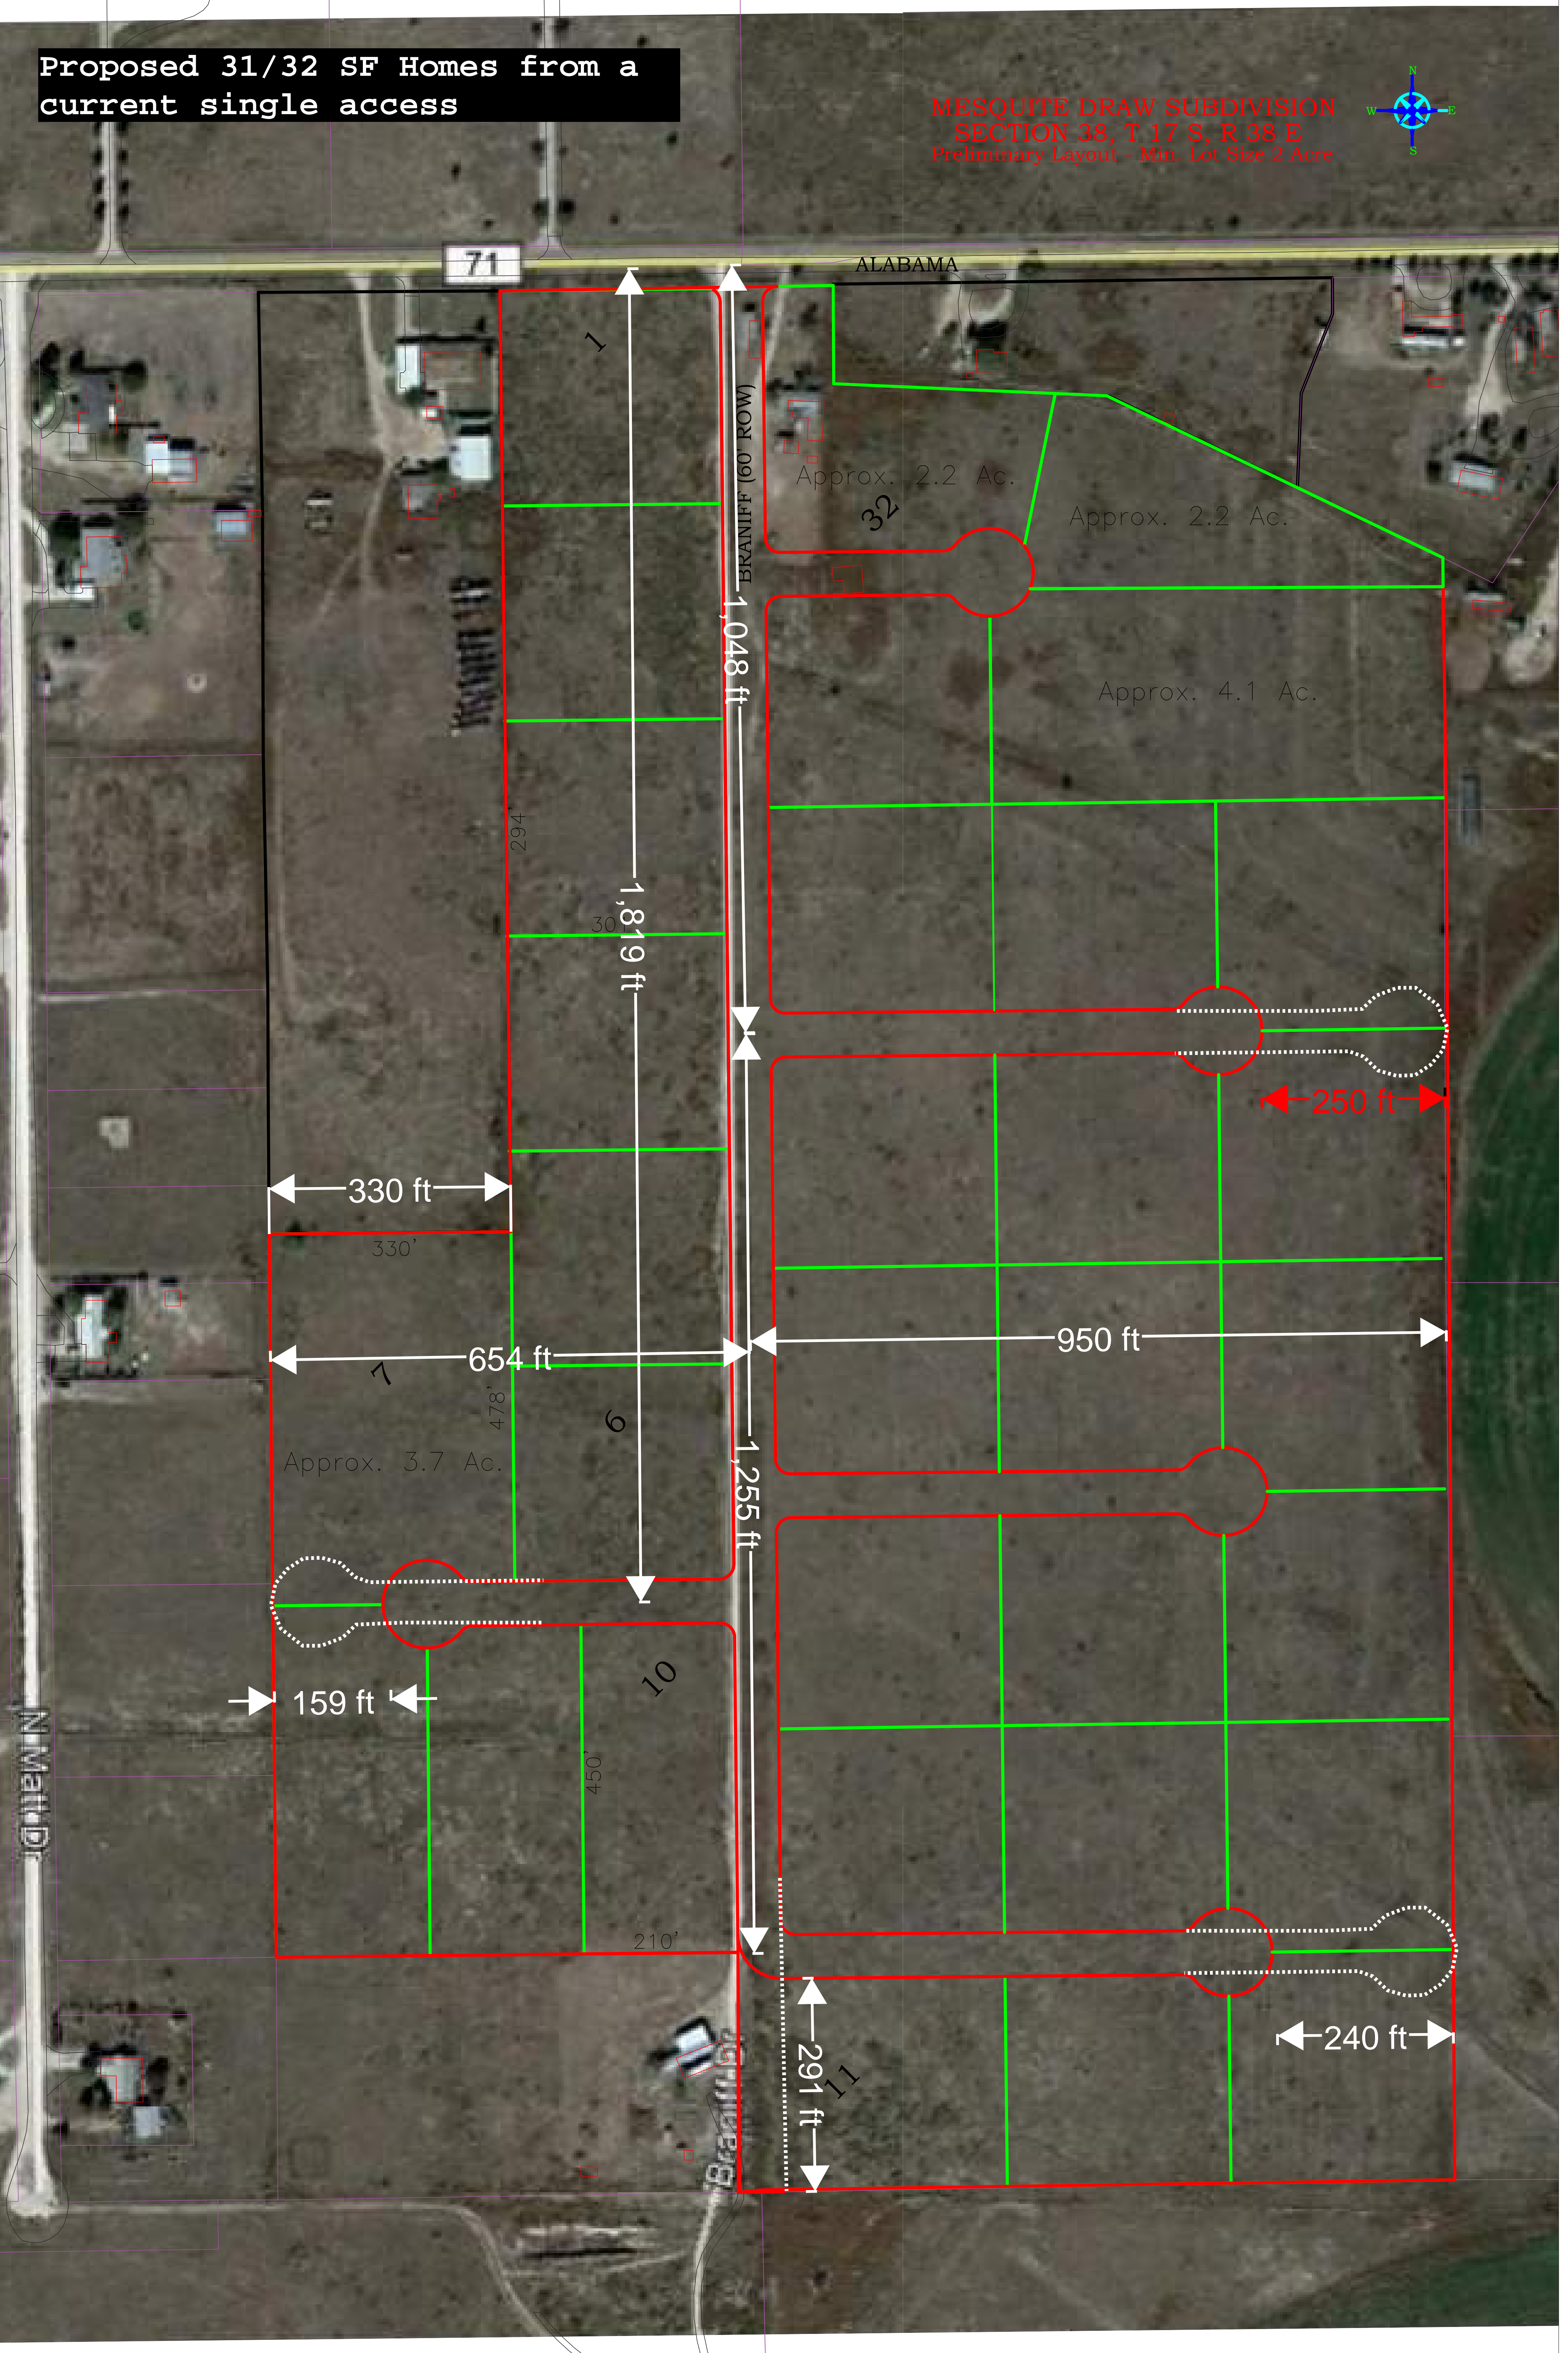 Proposed 31/32 SF Homes from a
current single access
MESQUITE DRAW SUBDIVISION
SECTION 38, T 17 S, R 38 E
Preliminary Layout - Min. Lot Size 2 Acre
N
W
E
S
71
ALABAMA
1
BRANIFF (60' ROW)
Approx. 2.2 Ac.
32
Approx. 2.2 Ac.
1,048 ft
Approx. 4.1 Ac.
294'
1,819 ft
250 ft
330 ft
330'
950 ft
654 ft
7
478'
6
Approx. 3.7 Ac.
1,255 ft
10
159 ft
N Matt Dr
450'
210'
240 ft
291 ft
11